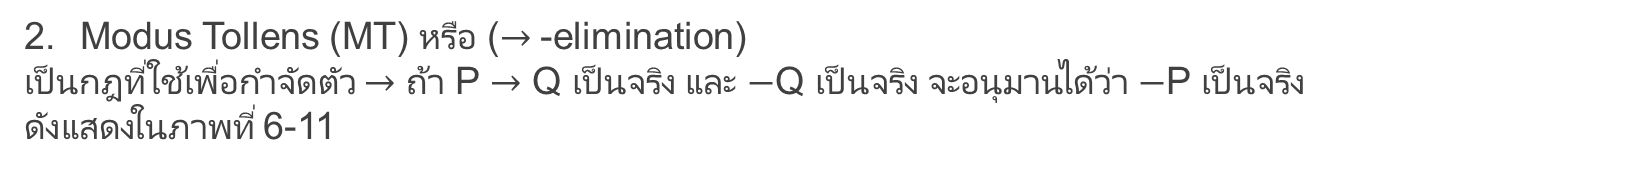 2. Modus Tollens (MT) หรือ (→ -elimination)
เป็นกฎที่ใช้เพื่อกำจัดตัว → ถ้า P → Q เป็นจริง และ −Q เป็นจริง จะอนุมานได้ว่า −P เป็นจริง
ดังแสดงในภาพที่ 6-11